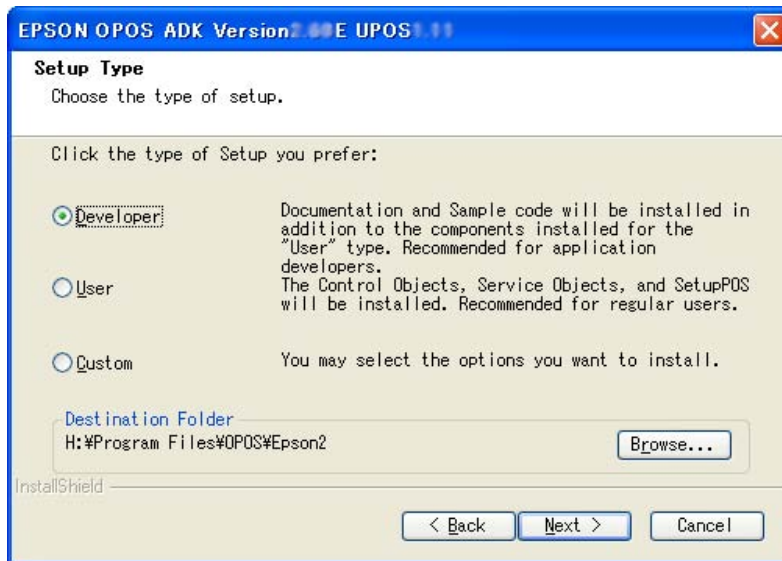 EPSON OPOS ADK Version E UPOS
Setup Type
Choose the type of setup.
Click the type of Setup you prefer:
Developer
Documentation and Sample code will be installed in
addition to the components installed for the
"User" type. Recommended for application
developers.
User
The Control Objects, Service Objects, and SetupPOS
will be installed. Recommended for regular users.
Custom
You may select the options you want to install.
Destination Folder
H:¥Program Files¥OPOS¥Epson2
Browse...
InstallShield
< Back
Next >
Cancel